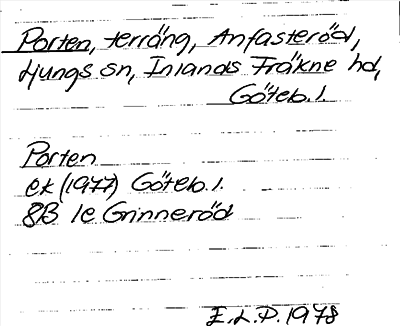 Porten, terräng, Anfasteröd,
Ljungs sn, Inlands Fräkne hd,
Göteb. l.
Porten
ek (1977) Göteb. l.
8B 1e Grinneröd
E.L.P. 1978